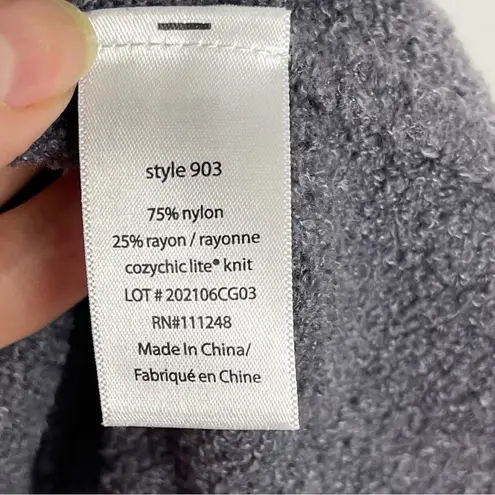 style 903
75% nylon
25% rayon / rayonne
cozychic lite® knit
LOT # 202106CG03
RN#111248
Made In China/
Fabriqué en Chine